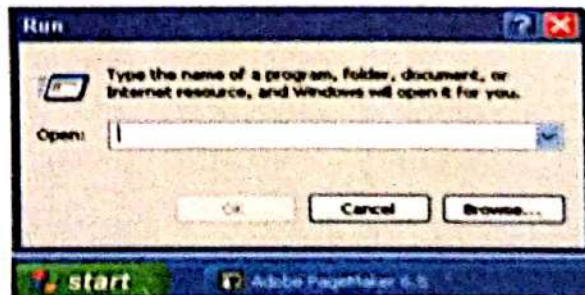 Run
Type the name of a program, folder, document, or
Internet resource, and Windows will open it for you.
Open:
OK
Cancel
Browse...
start
Adobe PageMaker 6.5